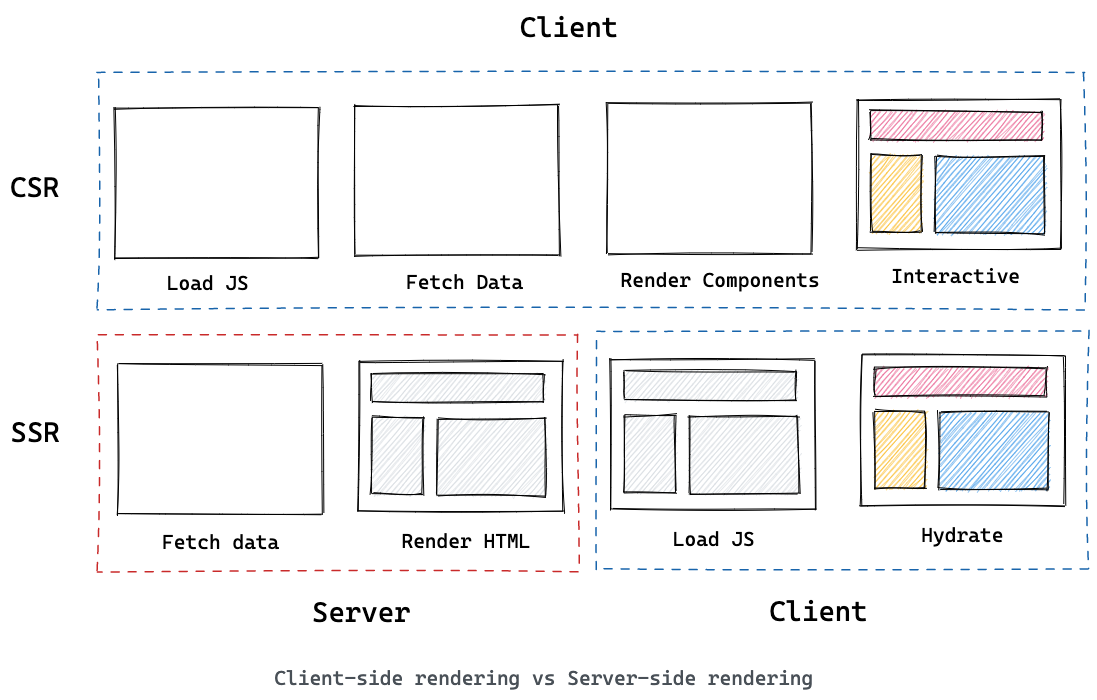 Client
CSR
Load JS
Fetch Data
Render Components
Interactive
SSR
Fetch data
Render HTML
Load JS
Hydrate
Server
Client
Client-side rendering vs Server-side rendering